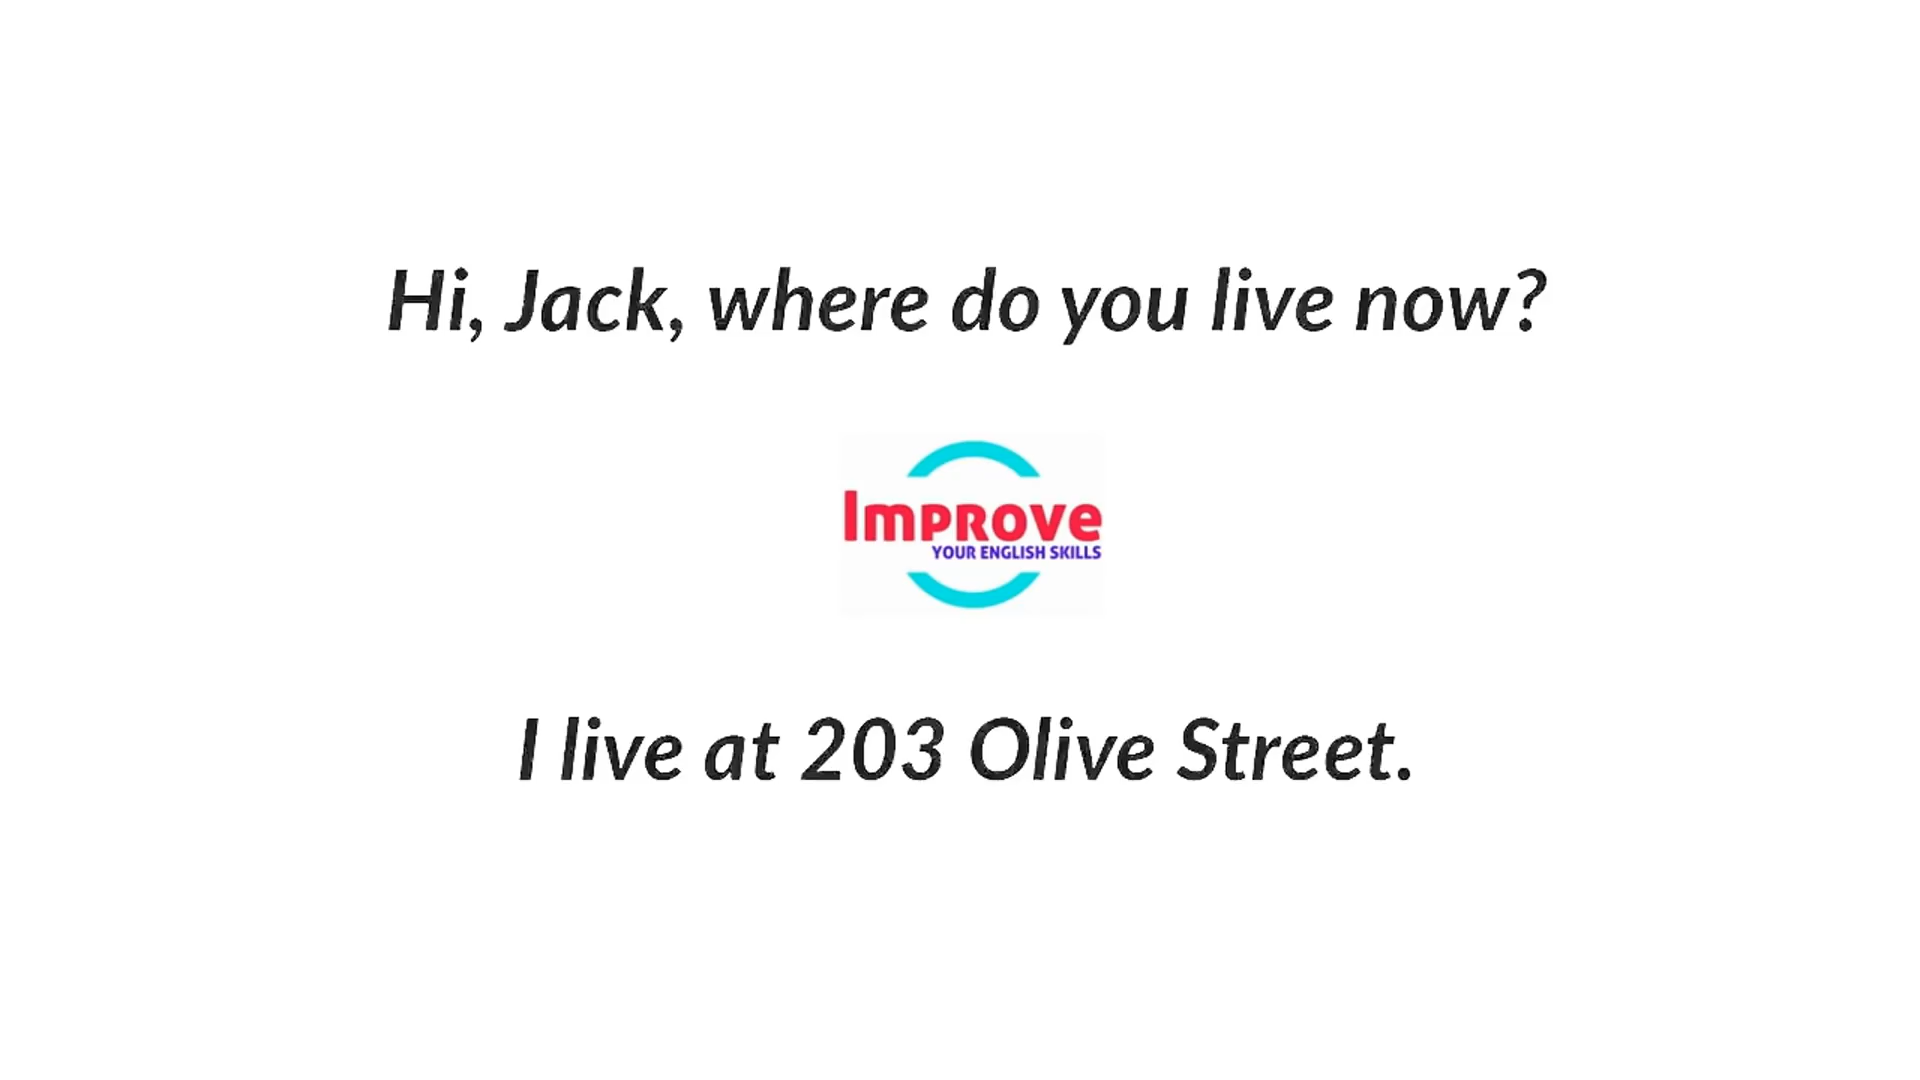 Hi, Jack, where do you live now?
Improve
YOUR ENGLISH SKILLS
I live at 203 Olive Street.